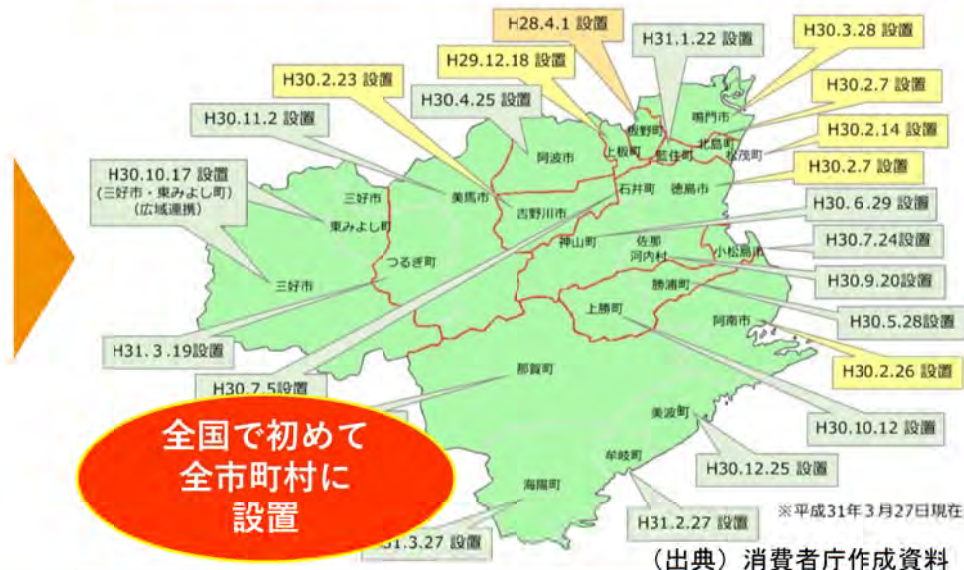 H28.4.1 設置
H31.1.22 設置
H30.3.28 設置
H29.12.18 設置
H30.2.23 設置
H30.4.25 設置
H30.2.7 設置
H30.11.2 設置
H30.2.14 設置
H30.2.7 設置
H30.10.17 設置
(三好市・東みよし町)
(広域連携)
H30.6.29 設置
H30.7.24設置
H30.9.20設置
H30.5.28設置
H31.3.19設置
H30.7.5設置
H30.2.26 設置
H30.10.12 設置
H30.12.25 設置
H31.2.27 設置
31.3.27 設置
鳴門市
板野町
北島町
上板町
藍住町
松茂町
阿波市
石井町
徳島市
三好市
美馬市
吉野川市
東みよし町
神山町
佐那
河内村
小松島市
つるぎ町
三好市
勝浦町
上勝町
阿南市
那賀町
美波町
牟岐町
海陽町
全国で初めて
全市町村に
設置
※平成31年3月27日現在
(出典)消費者庁作成資料